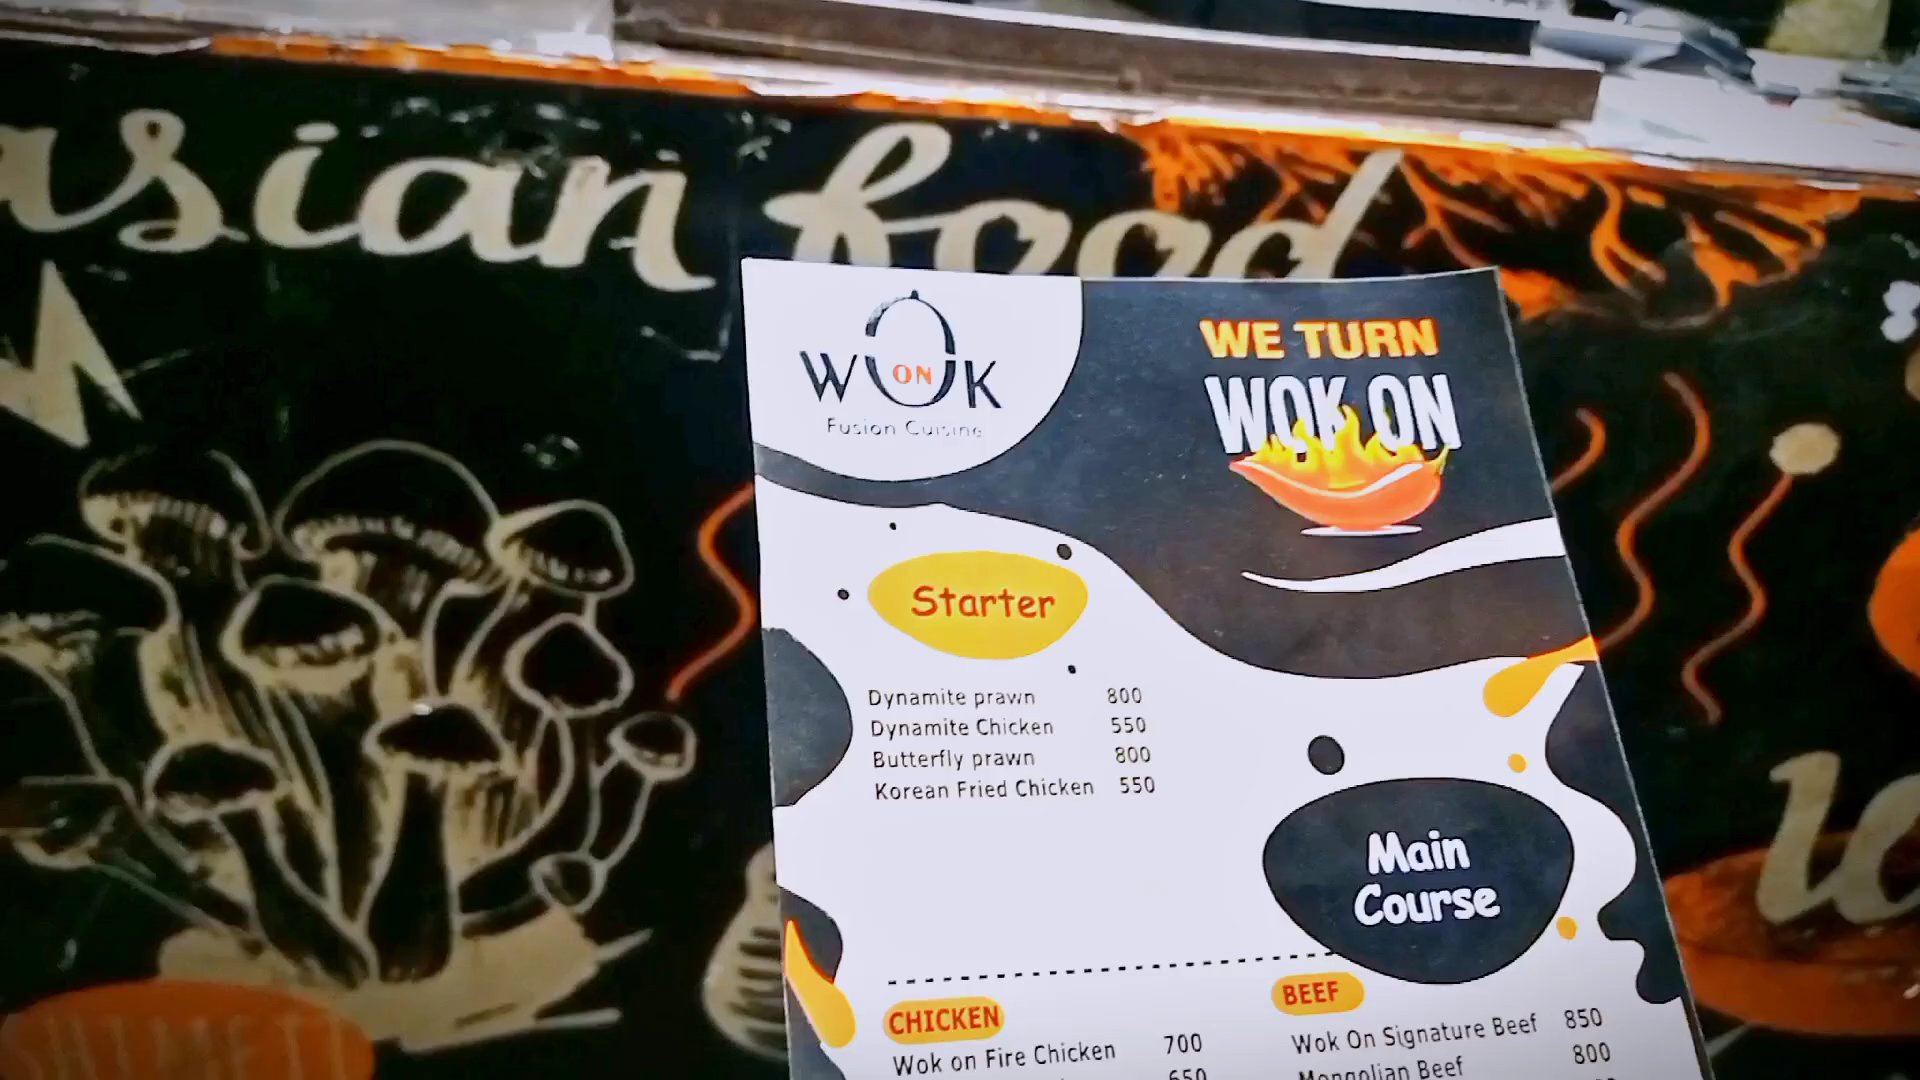 asian food
WOK
ON
Fusion Cuisine
WE TURN
WOK ON
Starter
Dynamite prawn 800
Dynamite Chicken 550
Butterfly prawn 800
Korean Fried Chicken 550
Main
Course
CHICKEN
Wok on Fire Chicken 700
650
BEEF
Wok On Signature Beef 850
Mongolian Beef 800
SHIMEJI